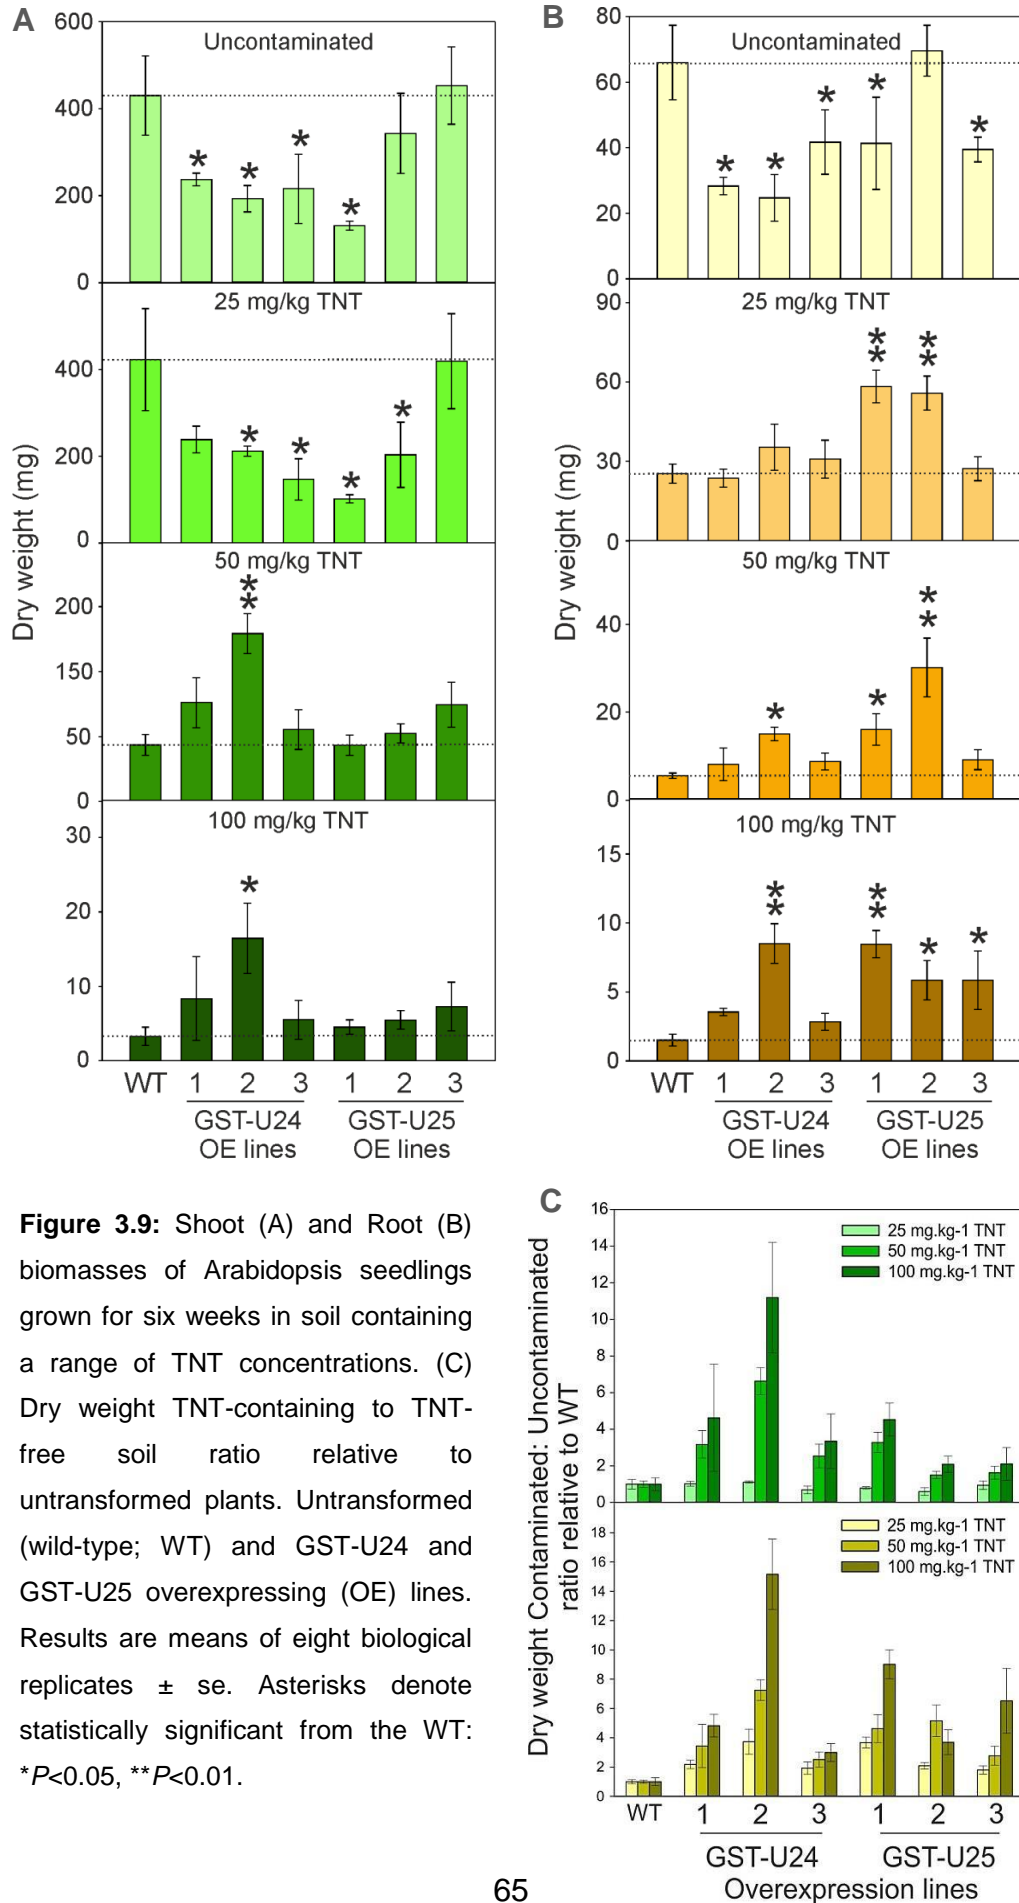 A
600
Uncontaminated
400
200
0
25 mg/kg TNT
400
200
0
50 mg/kg TNT
200
150
50
0
100 mg/kg TNT
30
20
10
0
Dry weight (mg)
* * * *
* * * *
* *
*
WT 1 2 3 1 2 3
GST-U24 GST-U25
OE lines OE lines
B
80
Uncontaminated
60
40
20
0
25 mg/kg TNT
90
60
30
0
50 mg/kg TNT
40
20
0
100 mg/kg TNT
15
10
5
0
Dry weight (mg)
* * * * *
** **
* * **
** ** * *
WT 1 2 3 1 2 3
GST-U24 GST-U25
OE lines OE lines
Figure 3.9: Shoot (A) and Root (B)
biomasses of Arabidopsis seedlings
grown for six weeks in soil containing
a range of TNT concentrations. (C)
Dry weight TNT-containing to TNT-
free soil ratio relative to
untransformed plants. Untransformed
(wild-type; WT) and GST-U24 and
GST-U25 overexpressing (OE) lines.
Results are means of eight biological
replicates ± se. Asterisks denote
statistically significant from the WT:
*P<0.05, **P<0.01.
C
16
14
12
10
8
6
4
2
0
25 mg.kg-1 TNT
50 mg.kg-1 TNT
100 mg.kg-1 TNT
16
14
12
10
8
6
4
2
0
25 mg.kg-1 TNT
50 mg.kg-1 TNT
100 mg.kg-1 TNT
Dry weight Contaminated: Uncontaminated
ratio relative to WT
WT 1 2 3 1 2 3
GST-U24 GST-U25
Overexpression lines
65